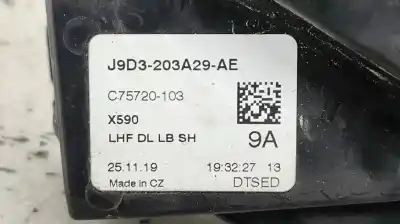 J9D3-203A29-AE
C75720-103
X590
LHF DL LB SH 9A
25.11.19 19:32:27 13
Made in CZ DTSED